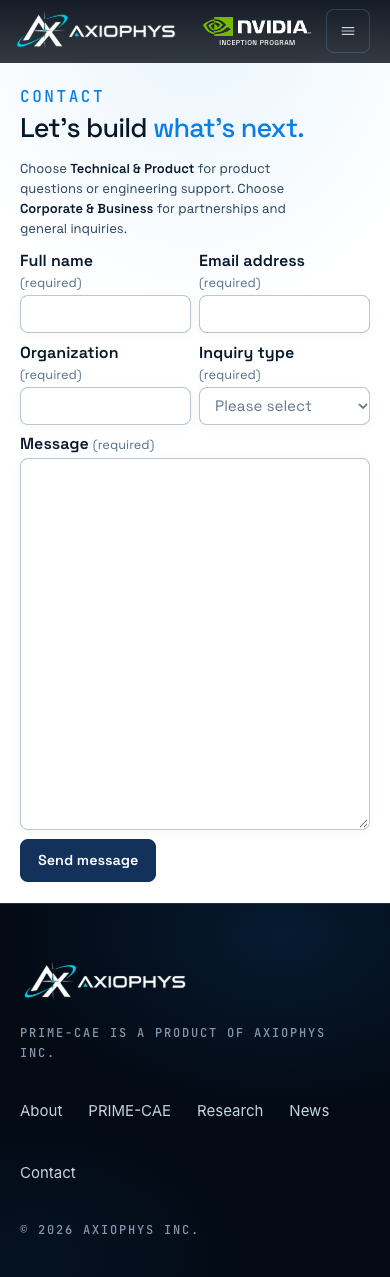 AXIOPHYS
NVIDIA
INCEPTION PROGRAM
CONTACT
Let's build what's next.
Choose Technical & Product for product
questions or engineering support. Choose
Corporate & Business for partnerships and
general inquiries.
Full name
(required)
Email address
(required)
Organization
(required)
Inquiry type
(required)
Please select
Message (required)
Send message
AXIOPHYS
PRIME-CAE IS A PRODUCT OF AXIOPHYS
INC.
About PRIME-CAE Research News
Contact
© 2026 AXIOPHYS INC.